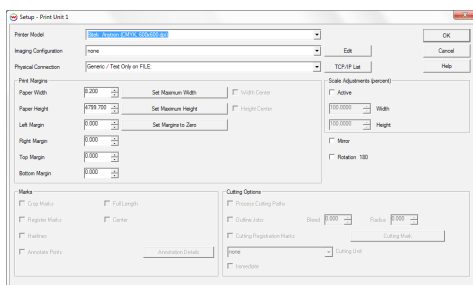 Setup - Print Unit 1
Printer Model
Anatron (CMYK, 600x600 dpi)
OK
Imaging Configuration
none
Edit
Cancel
Physical Connection
Generic / Text Only on FILE:
TCP/IP List
Help
Print Margins
Scale Adjustments (percent)
Paper Width
8.200
Set Maximum Width
Width Centre
Active
Paper Height
4799.700
Set Maximum Height
Height Center
100.0000
Width
Left Margin
0.000
Set Margins to Zero
100.0000
Height
Right Margin
0.000
Mirror
Top Margin
0.000
Rotation 180
Bottom Margin
0.000
Marks
Cutting Options
Crop Marks
Full Length
Process Cutting Paths
Register Marks
Center
Outline Jobs
Bleed
0.000
Radius
0.000
Hairlines
Cutting Registration Marks
Cutting Mask
Annotate Ports
Annotation Details
none
Cutting Unit
Immediate